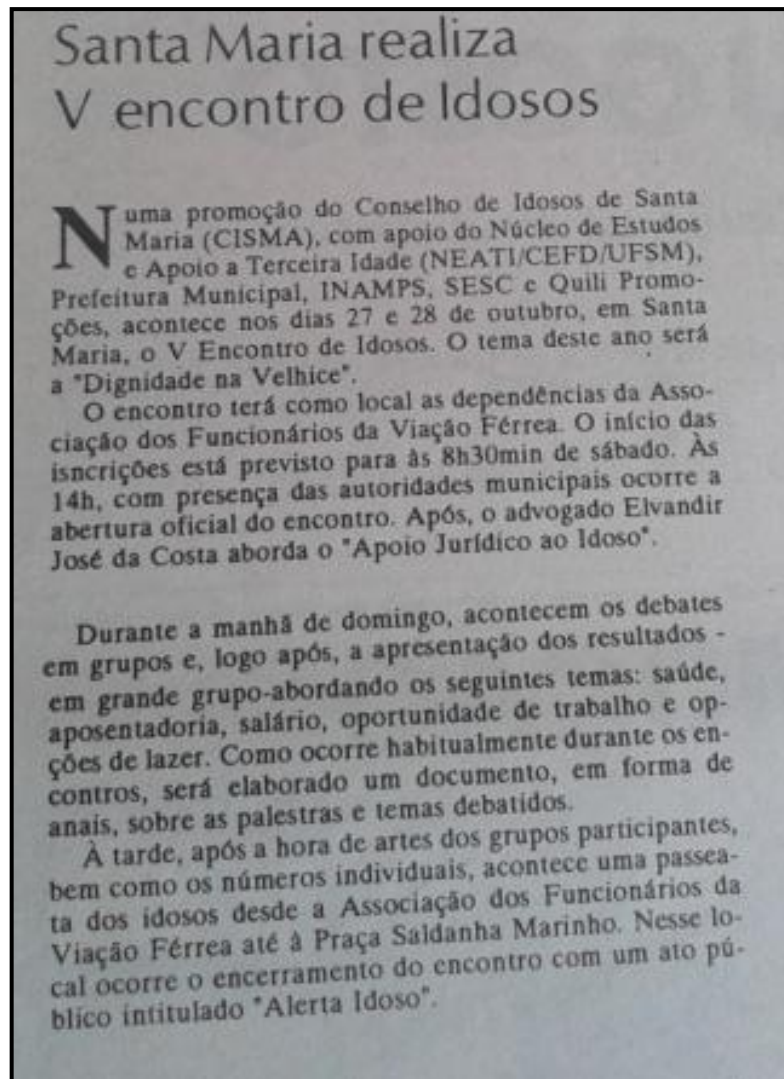 Santa Maria realiza
V encontro de Idosos
Numa promoção do Conselho de Idosos de Santa
Maria (CISMA), com apoio do Núcleo de Estudos
e Apoio a Terceira Idade (NEATI/CEFD/UFSM),
Prefeitura Municipal, INAMPS, SESC e Quili Promo-
ções, acontece nos dias 27 e 28 de outubro, em Santa
Maria, o V Encontro de Idosos. O tema deste ano será
a "Dignidade na Velhice".
O encontro terá como local as dependências da Asso-
ciação dos Funcionários da Viação Férrea. O início das
isncrições está previsto para às 8h30min de sábado. Às
14h, com presença das autoridades municipais ocorre a
abertura oficial do encontro. Após, o advogado Elvandir
José da Costa aborda o "Apoio Jurídico ao Idoso".
Durante a manhã de domingo, acontecem os debates
em grupos e, logo após, a apresentação dos resultados -
em grande grupo-abordando os seguintes temas: saúde,
aposentadoria, salário, oportunidade de trabalho e op-
ções de lazer. Como ocorre habitualmente durante os en-
contros, será elaborado um documento, em forma de
anais, sobre as palestras e temas debatidos.
À tarde, após a hora de artes dos grupos participantes,
bem como os números individuais, acontece uma passea-
ta dos idosos desde a Associação dos Funcionários da
Viação Férrea até à Praça Saldanha Marinho. Nesse lo-
cal ocorre o encerramento do encontro com um ato pú-
blico intitulado "Alerta Idoso".